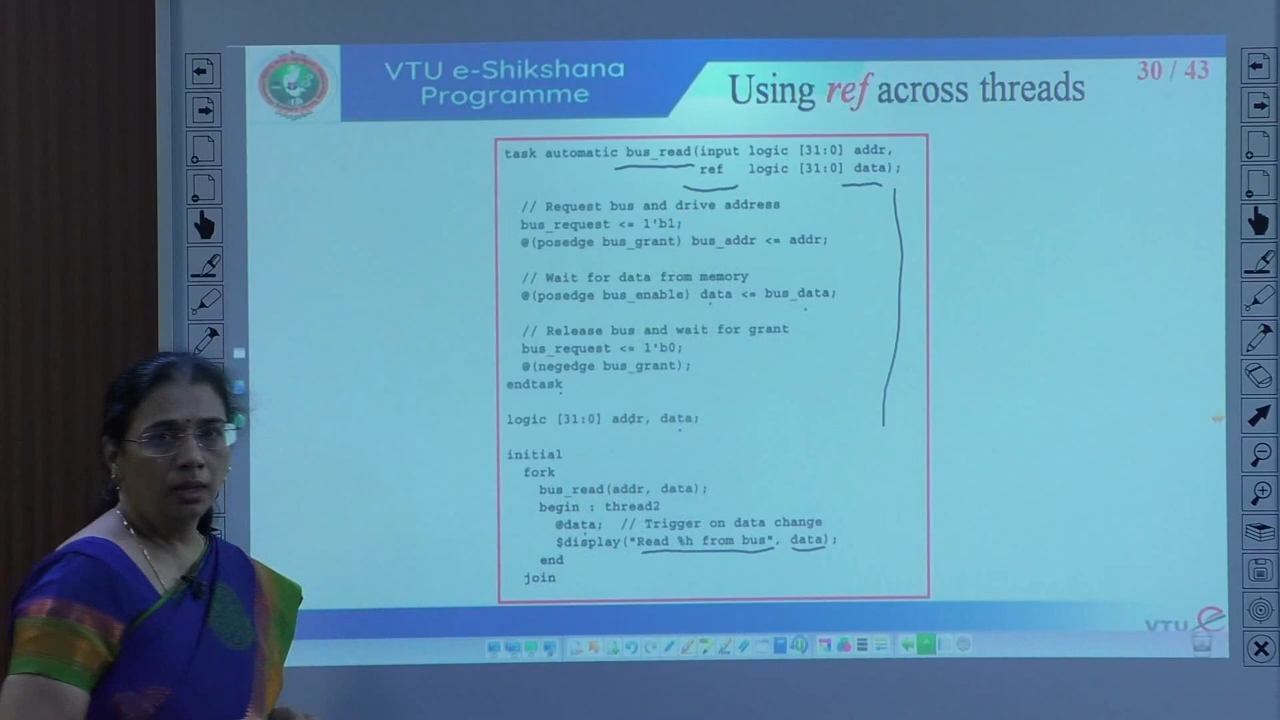 VTU e-Shikshana
Programme
Using ref across threads
30 / 43
task automatic bus_read(input logic [31:0] addr,
ref logic [31:0] data);
// Request bus and drive address
bus_request <= 1'b1;
@(posedge bus_grant) bus_addr <= addr;
// Wait for data from memory
@(posedge bus_enable) data <= bus_data;
// Release bus and wait for grant
bus_request <= 1'b0;
@(negedge bus_grant);
endtask
logic [31:0] addr, data;
initial
fork
bus_read(addr, data);
begin : thread2
@data; // Trigger on data change
$display("Read %h from bus", data);
end
join
VTU e